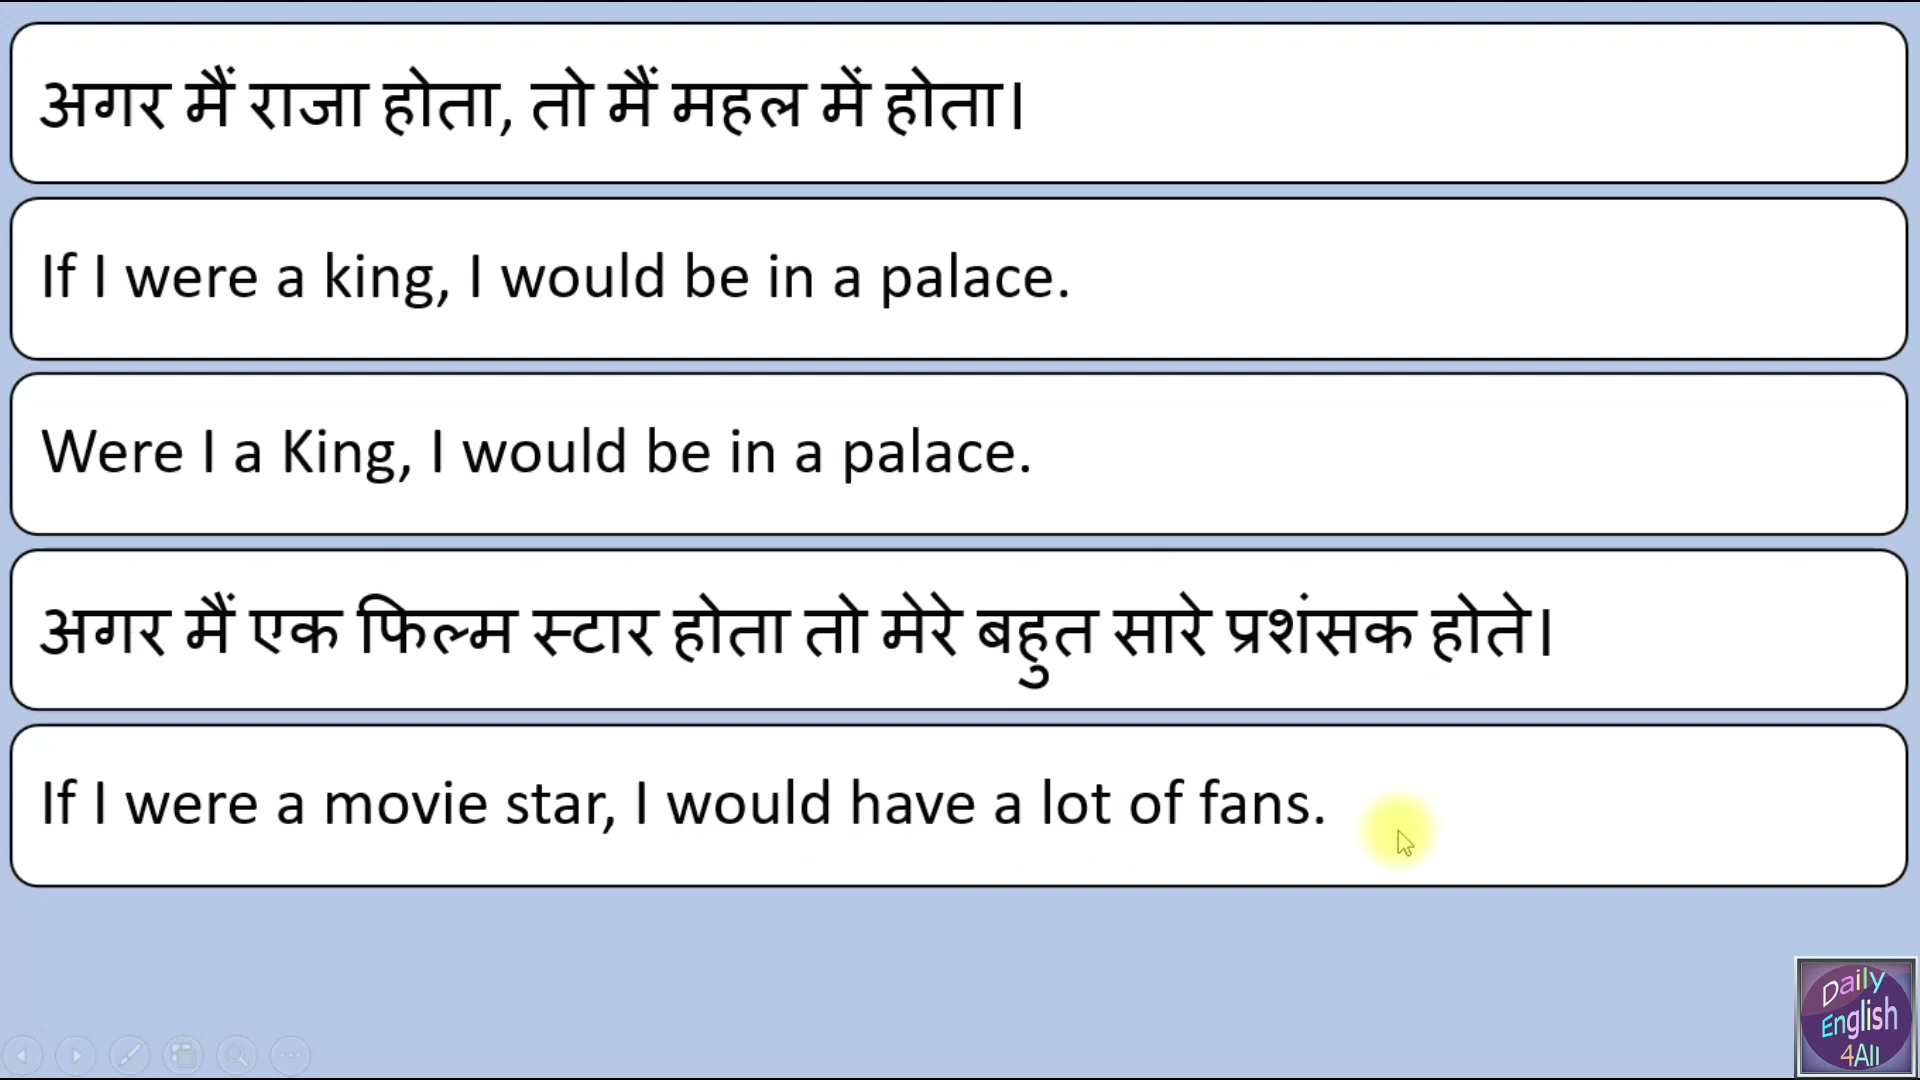 अगर मैं राजा होता, तो मैं महल में होता।
If I were a king, I would be in a palace.
Were I a King, I would be in a palace.
अगर मैं एक फिल्म स्टार होता तो मेरे बहुत सारे प्रशंसक होते।
If I were a movie star, I would have a lot of fans.
Daily
English
4All